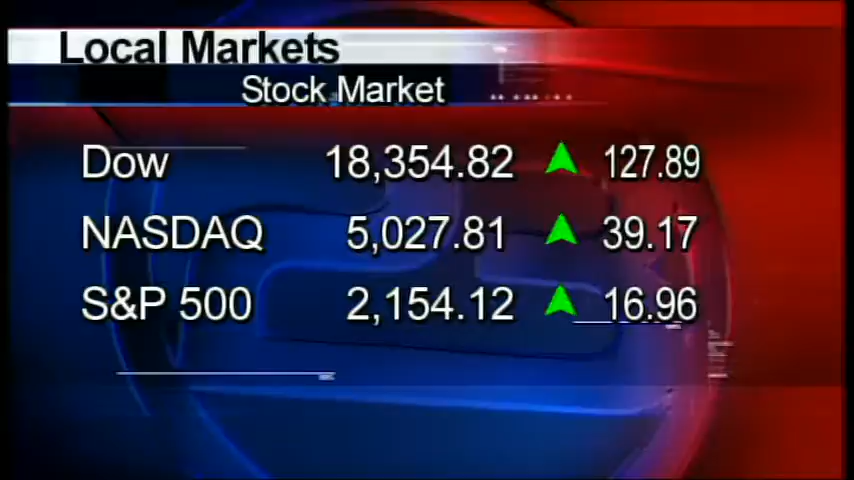 Local Markets
Stock Market
Dow 18,354.82 127.89
NASDAQ 5,027.81 39.17
S&P 500 2,154.12 16.96